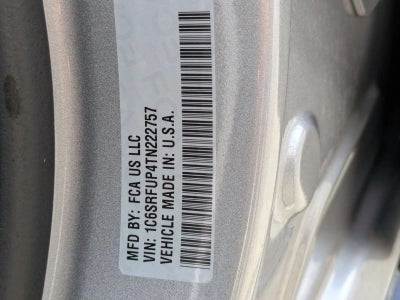 MFD BY: FCA US LLC
VIN: 1C6SRFUP4TN222757
VEHICLE MADE IN: U.S.A.